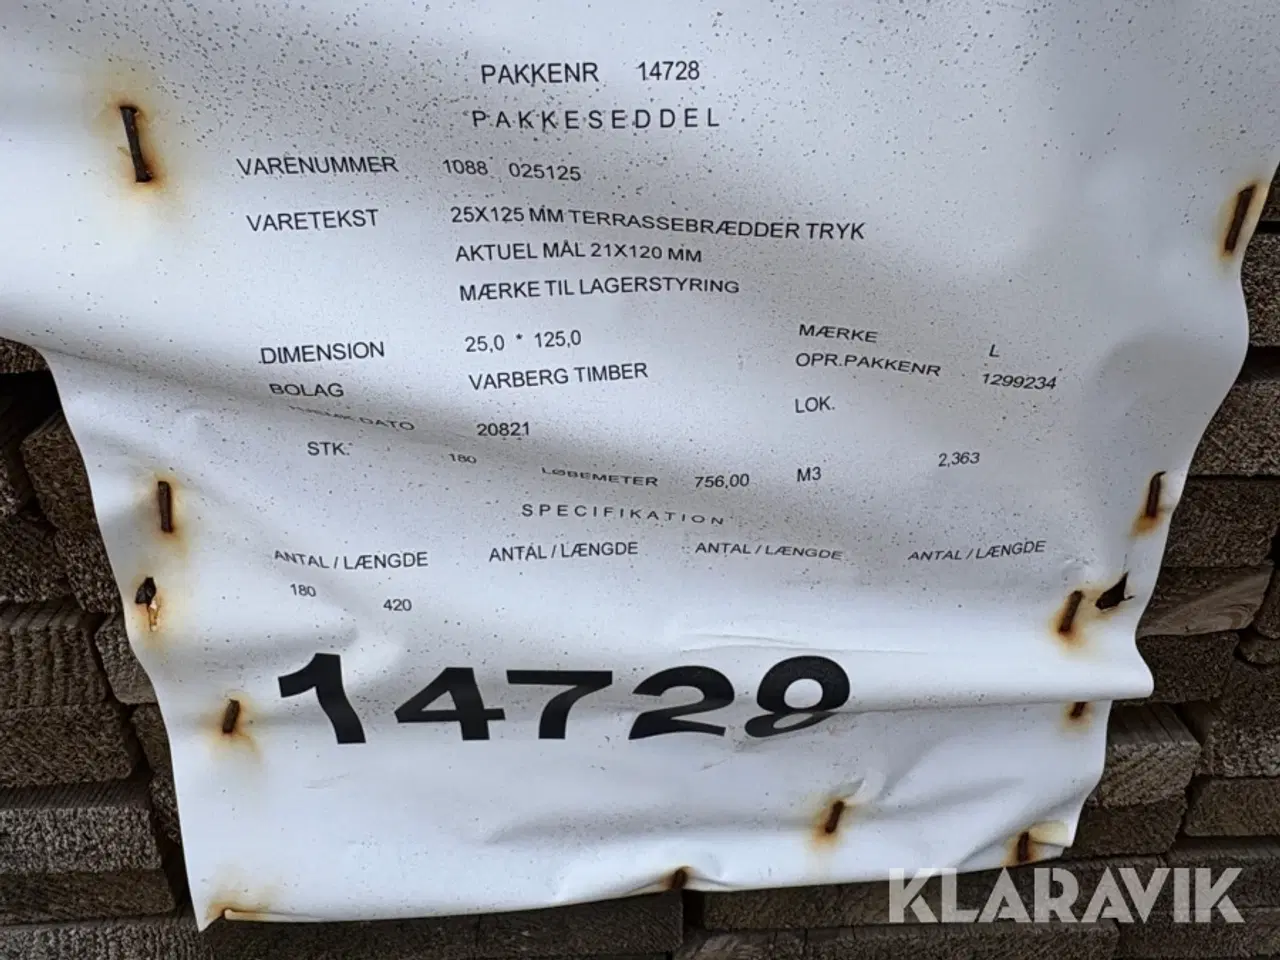 PAKKENR 14728
PAKKESEDDEL
VARENUMMER 1088 025125
VARETEKST 25X125 MM TERRASSEBRÆDDER TRYK
AKTUEL MÅL 21X120 MM
MÆRKE TIL LAGERSTYRING
DIMENSION 25,0 * 125,0 MÆRKE L
BOLAG VARBERG TIMBER OPR.PAKKENR 1299234
DATO 20821 LOK.
STK. 180 LØBEMETER 756,00 M3 2,363
SPECIFIKATION
ANTAL / LÆNGDE ANTAL / LÆNGDE ANTAL / LÆNGDE ANTAL / LÆNGDE
180 420
14728
KLARAVIK